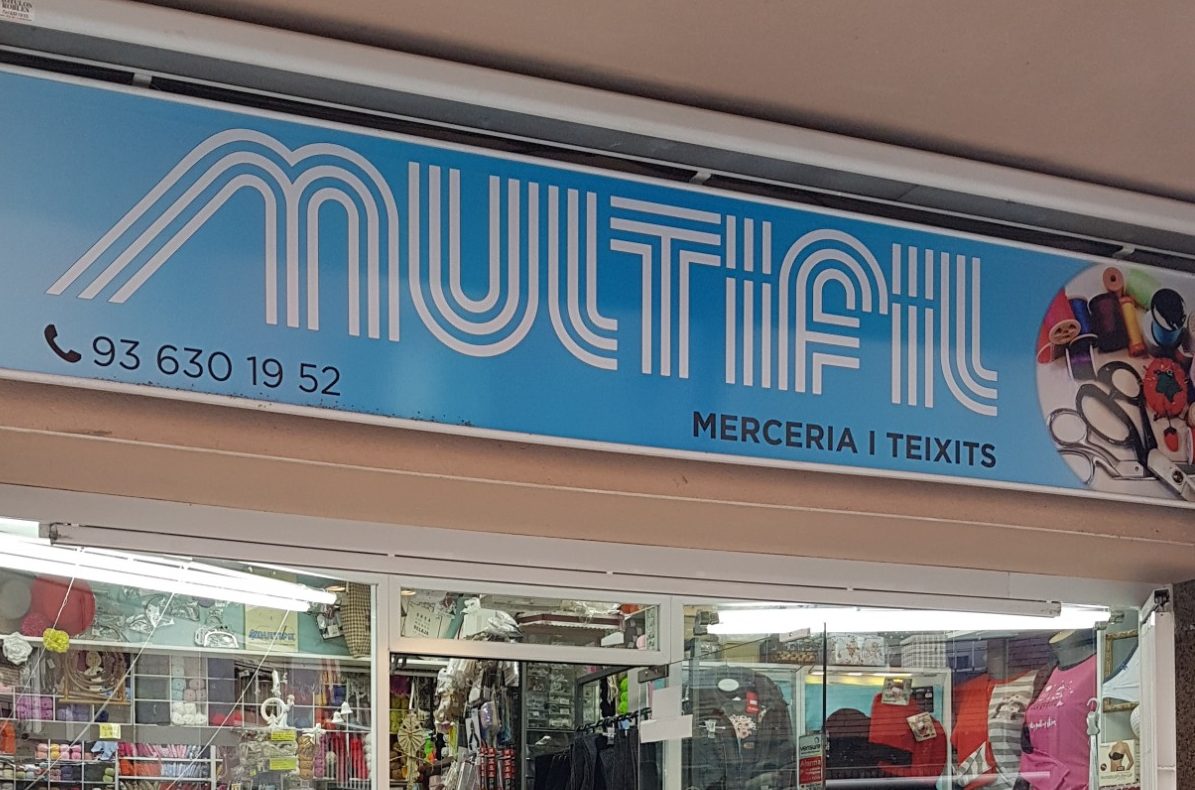 MULTIFIL
93 630 19 52
MERCERIA I TEIXITS